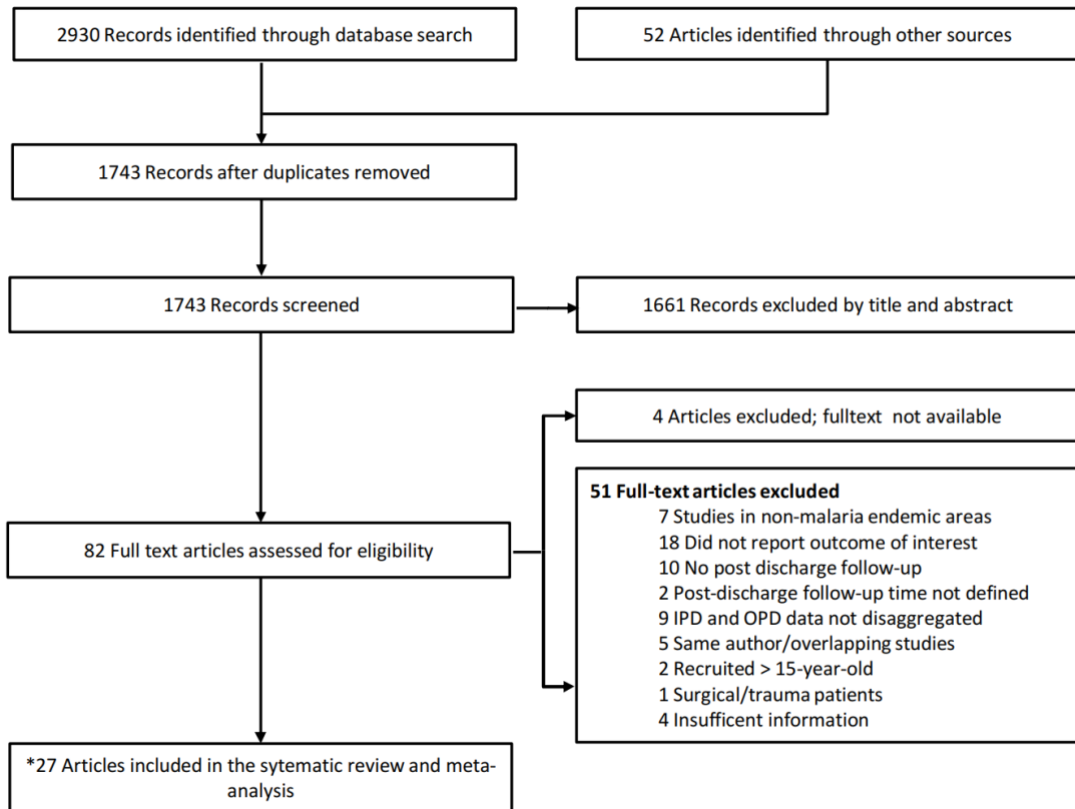 2930 Records identified through database search
52 Articles identified through other sources
1743 Records after duplicates removed
1743 Records screened
1661 Records excluded by title and abstract
4 Articles excluded; fulltext  not available
51 Full-text articles excluded
7 Studies in non-malaria endemic areas
18 Did not report outcome of interest
10 No post discharge follow-up
2 Post-discharge follow-up time not defined
9 IPD and OPD data not disaggregated
5 Same author/overlapping studies
2 Recruited > 15-year-old
1 Surgical/trauma patients
4 Insufficent information
82 Full text articles assessed for eligibility
*27 Articles included in the sytematic review and meta-
analysis